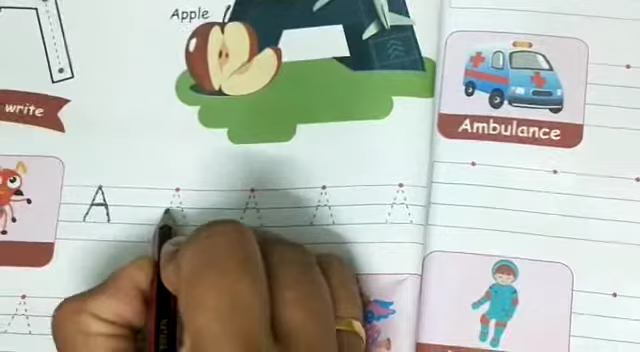 Apple
write
Ambulance
A A A A A
A